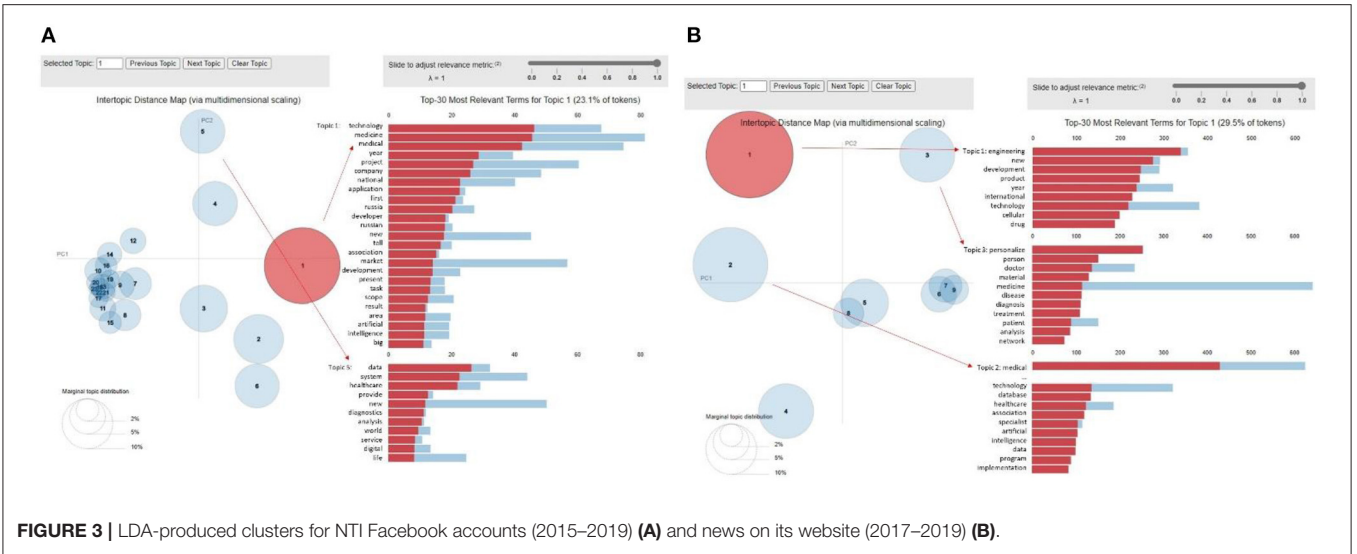 A
Selected Topic: 1 Previous Topic Next Topic Clear Topic
Slide to adjust relevance metric:(2)
λ = 1
0.0 0.2 0.4 0.6 0.8 1.0
Intertopic Distance Map (via multidimensional scaling)
PC2
PC1
5
4
12
14
16
10
19
9
7
17
11
8
15
3
1
2
6
Marginal topic distribution
2%
5%
10%
Top-30 Most Relevant Terms for Topic 1 (23.1% of tokens)
0 20 40 60 80
Topic 1: technology
medicine
medical
year
project
company
national
application
first
russia
developer
russian
new
tell
association
market
development
present
task
scope
result
area
artificial
intelligence
big
0 20 40 60 80
Topic 5: data
system
healthcare
provide
new
diagnostics
analysis
world
service
digital
life
B
Selected Topic: 1 Previous Topic Next Topic Clear Topic
Slide to adjust relevance metric:(2)
λ = 1
0.0 0.2 0.4 0.6 0.8 1.0
Intertopic Distance Map (via multidimensional scaling)
PC2
PC1
1
3
2
5
7
4
Marginal topic distribution
2%
5%
10%
Top-30 Most Relevant Terms for Topic 1 (29.5% of tokens)
0 100 200 300 400 500 600
Topic 1: engineering
new
development
product
year
international
technology
cellular
drug
0 100 200 300 400 500 600
Topic 3: personalize
person
doctor
material
medicine
disease
diagnosis
treatment
patient
analysis
network
0 100 200 300 400 500 600
Topic 2: medical
...
technology
database
healthcare
association
specialist
artificial
intelligence
data
program
implementation
FIGURE 3 | LDA-produced clusters for NTI Facebook accounts (2015–2019) (A) and news on its website (2017–2019) (B).